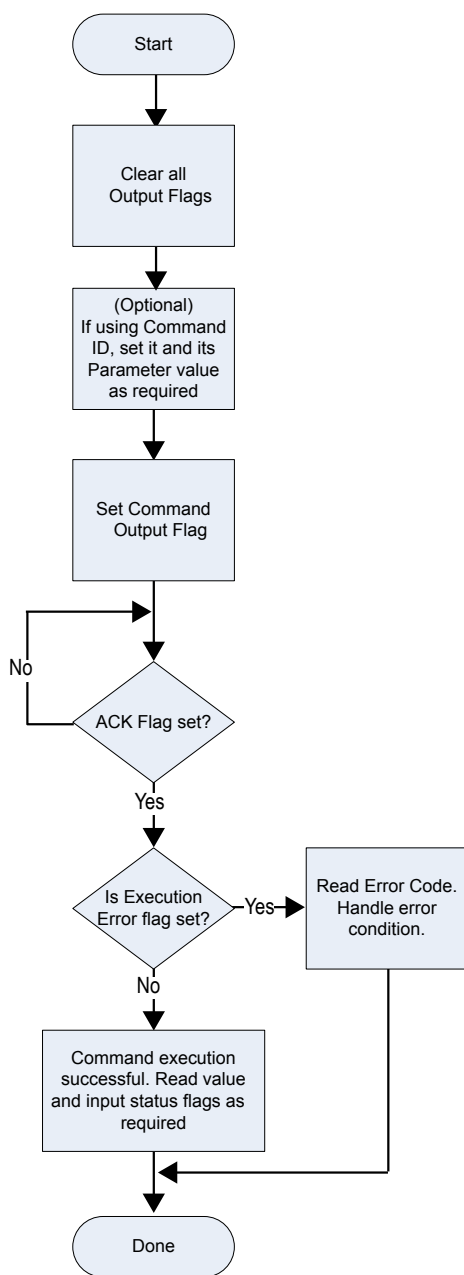 Start
Clear all
Output Flags
(Optional)
If using Command
ID, set it and its
Parameter value
as required
Set Command
Output Flag
No
ACK Flag set?
Yes
Is Execution
Error flag set?
Yes
Read Error Code.
Handle error
condition.
No
Command execution
successful. Read value
and input status flags as
required
Done